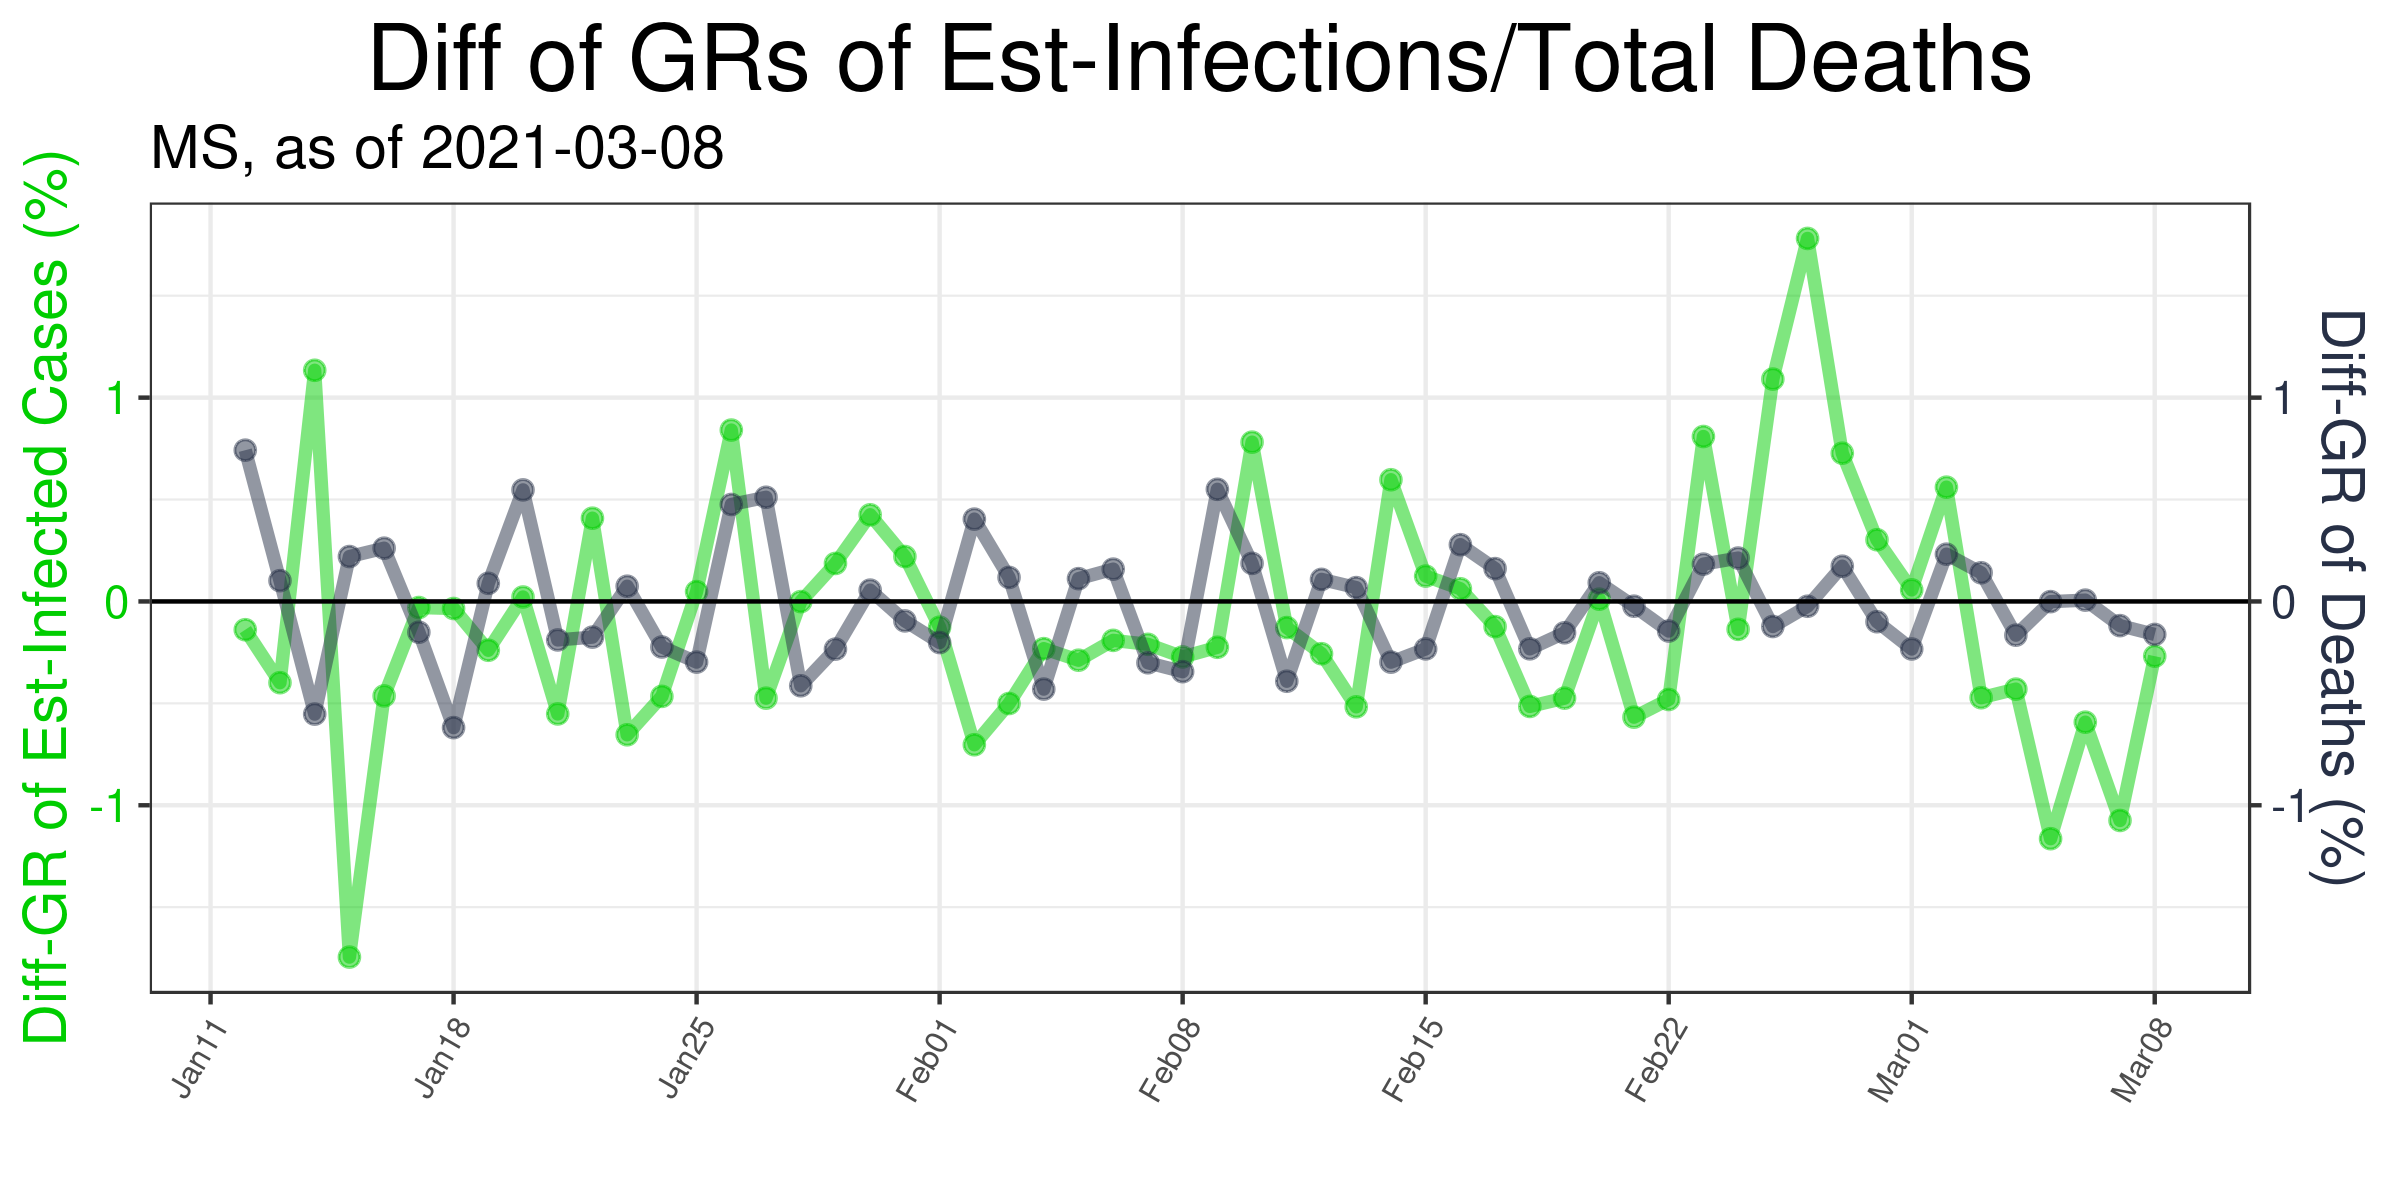 Diff of GRs of Est-Infections/Total Deaths
MS, as of 2021-03-08
Diff-GR of Est-Infected Cases (%)
1
0
-1
1
0
-1
Diff-GR of Deaths (%)
Jan11
Jan18
Jan25
Feb01
Feb08
Feb15
Feb22
Mar01
Mar08